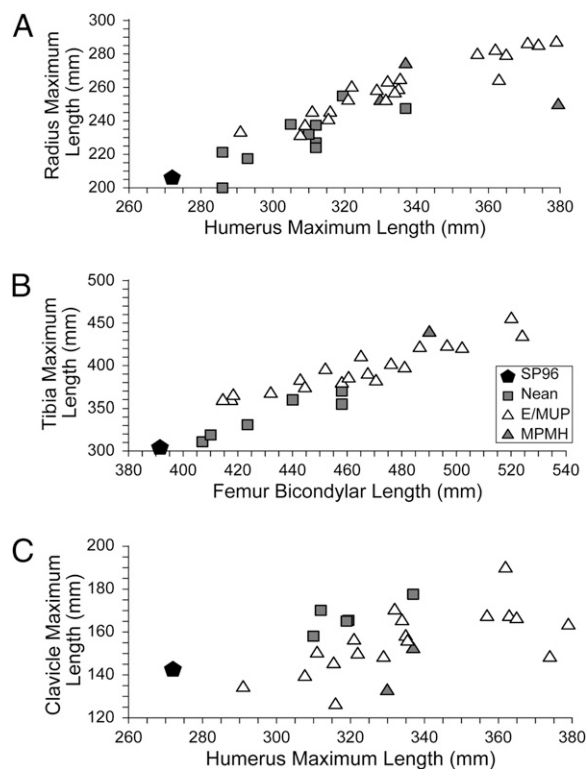 A
Radius Maximum
Length (mm)
300
280
260
240
220
200
260 280 300 320 340 360 380
Humerus Maximum Length (mm)
B
Tibia Maximum
Length (mm)
500
450
400
350
300
380 400 420 440 460 480 500 520 540
Femur Bicondylar Length (mm)
SP96
Nean
E/MUP
MPMH
C
Clavicle Maximum
Length (mm)
200
180
160
140
120
260 280 300 320 340 360 380
Humerus Maximum Length (mm)